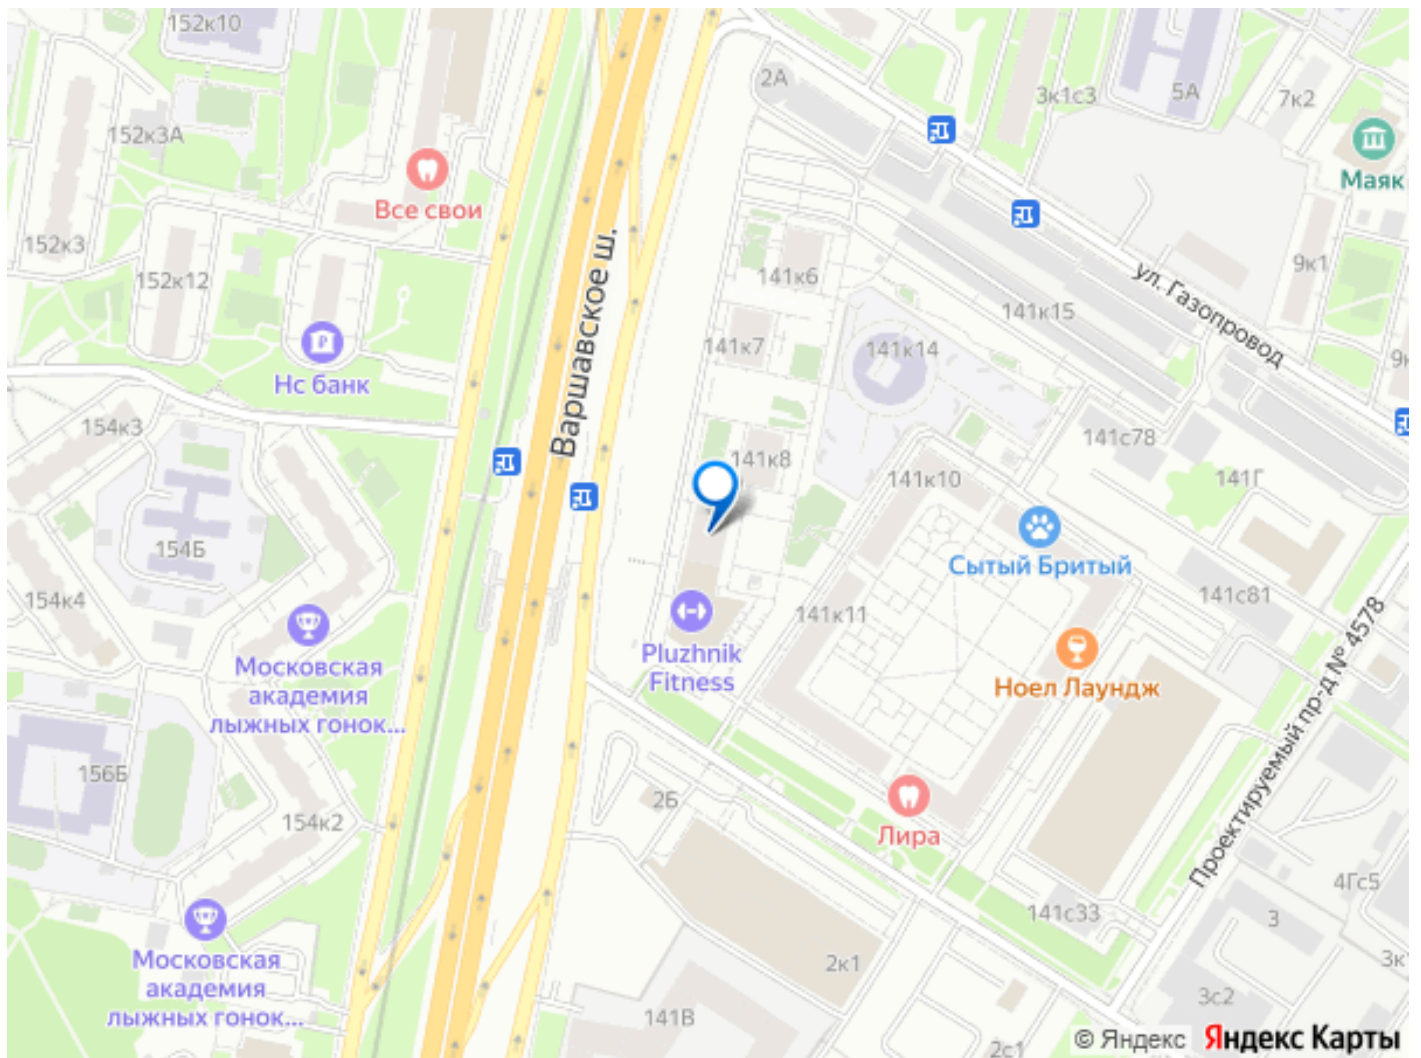 152к10
2А
3к1с3
5А
7к2
152к3А
Маяк
Все свои
152к3
152к12
141к6
9к1
ул. Газопровод
141к15
Варшавское ш.
141к7
141к14
Нс банк
154к3
141к8
141с78
141к10
141Г
154Б
Сытый Бритый
154к4
141к11
141с81
Pluzhnik
Fitness
Московская
академия
лыжных гонок...
Ноел Лаундж
Проектируемый пр-д № 4578
156Б
154к2
2Б
Лира
4Гс5
141с33
3
Московская
академия
лыжных гонок...
2к1
3с2
141В
2с1
© Яндекс Яндекс Карты